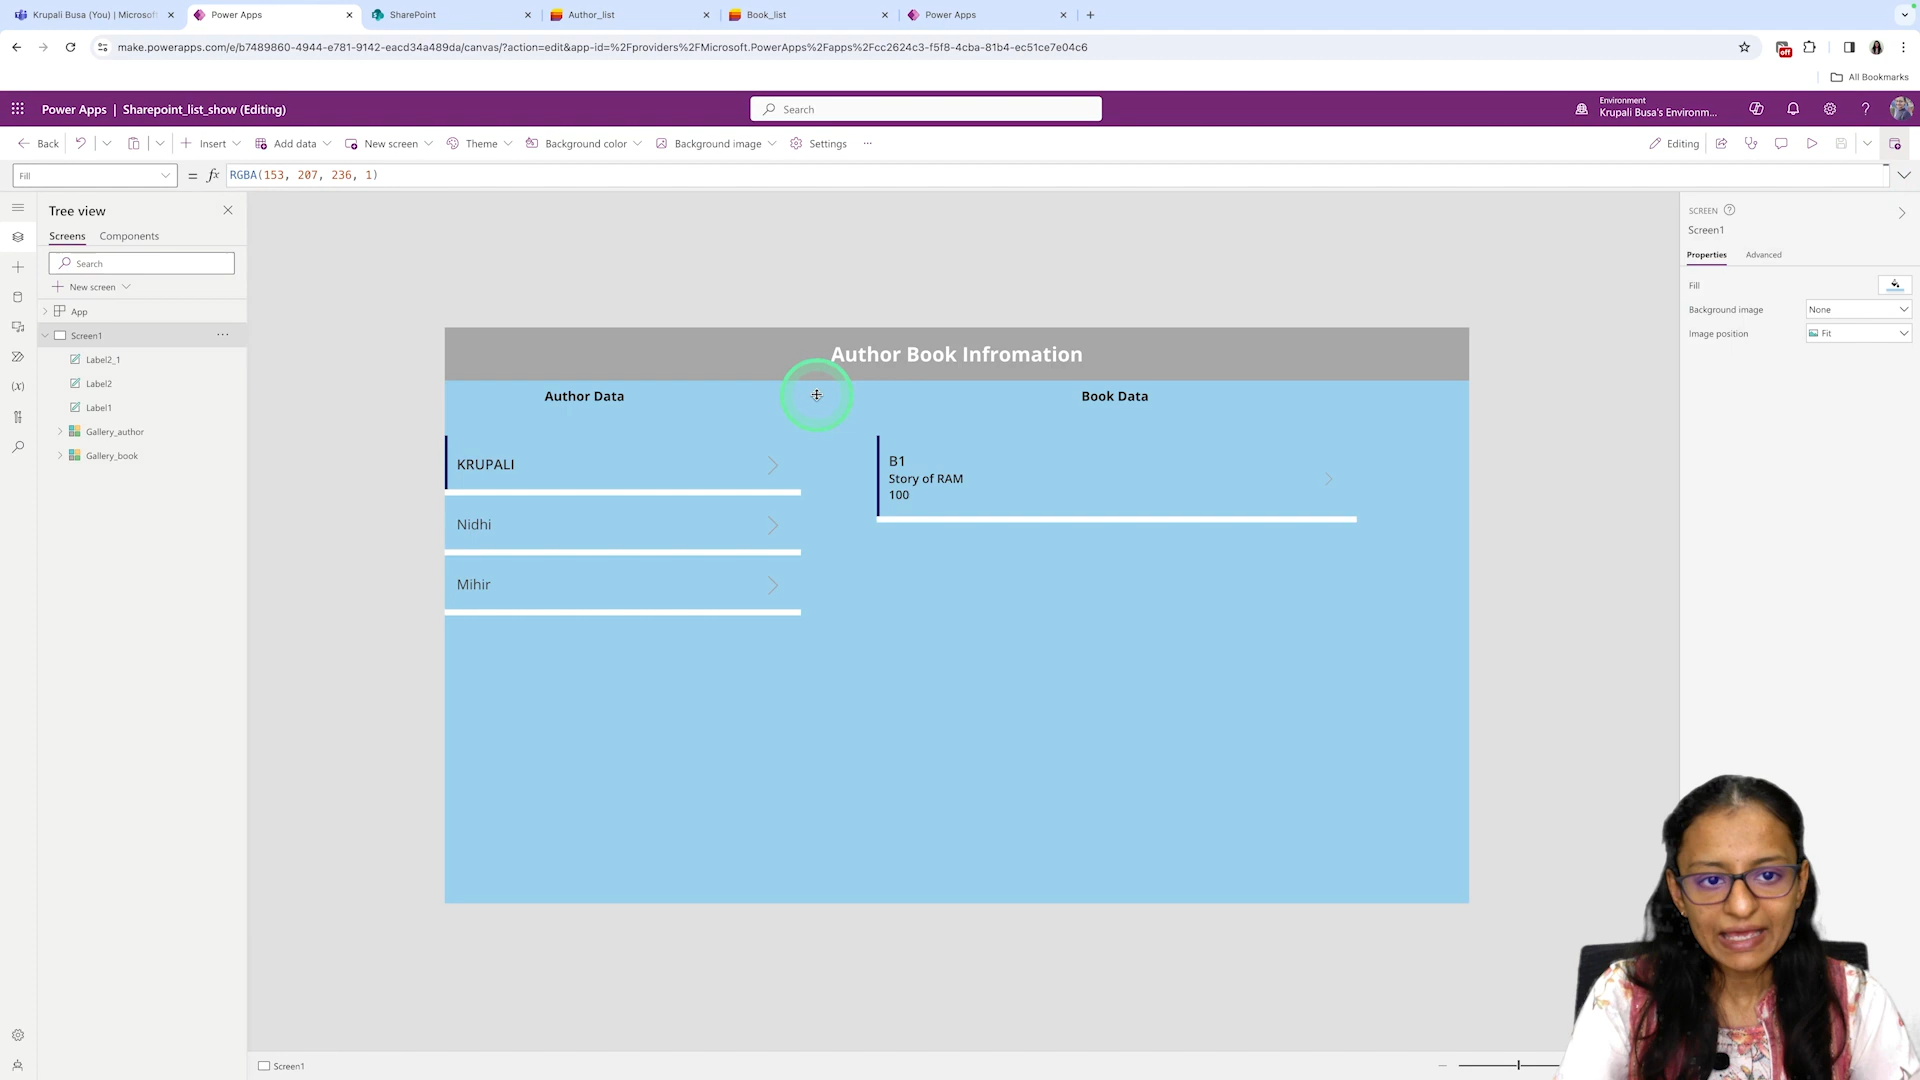 Krupali Busa (You) | Microsoft
Power Apps
SharePoint
Author_list
Book_list
Power Apps
make.powerapps.com/e/b7489860-4944-e781-9142-eacd34a489da/canvas/?action=edit&app-id=%2Fproviders%2FMicrosoft.PowerApps%2Fapps%2Fcc2624c3-f5f8-4cba-81b4-ec51ce7e04c6
off
All Bookmarks
Power Apps | Sharepoint_list_show (Editing)
Search
Environment
Krupali Busa's Environm...
Back
Insert
Add data
New screen
Theme
Background color
Background image
Settings
Editing
Fill
= fx RGBA(153, 207, 236, 1)
Tree view
Screens
Components
Search
New screen
App
Screen1
Label2_1
Label2
Label1
Gallery_author
Gallery_book
Author Book Infromation
Author Data
Book Data
KRUPALI
Nidhi
Mihir
B1
Story of RAM
100
SCREEN
Screen1
Properties
Advanced
Fill
Background image
None
Image position
Fit
Screen1